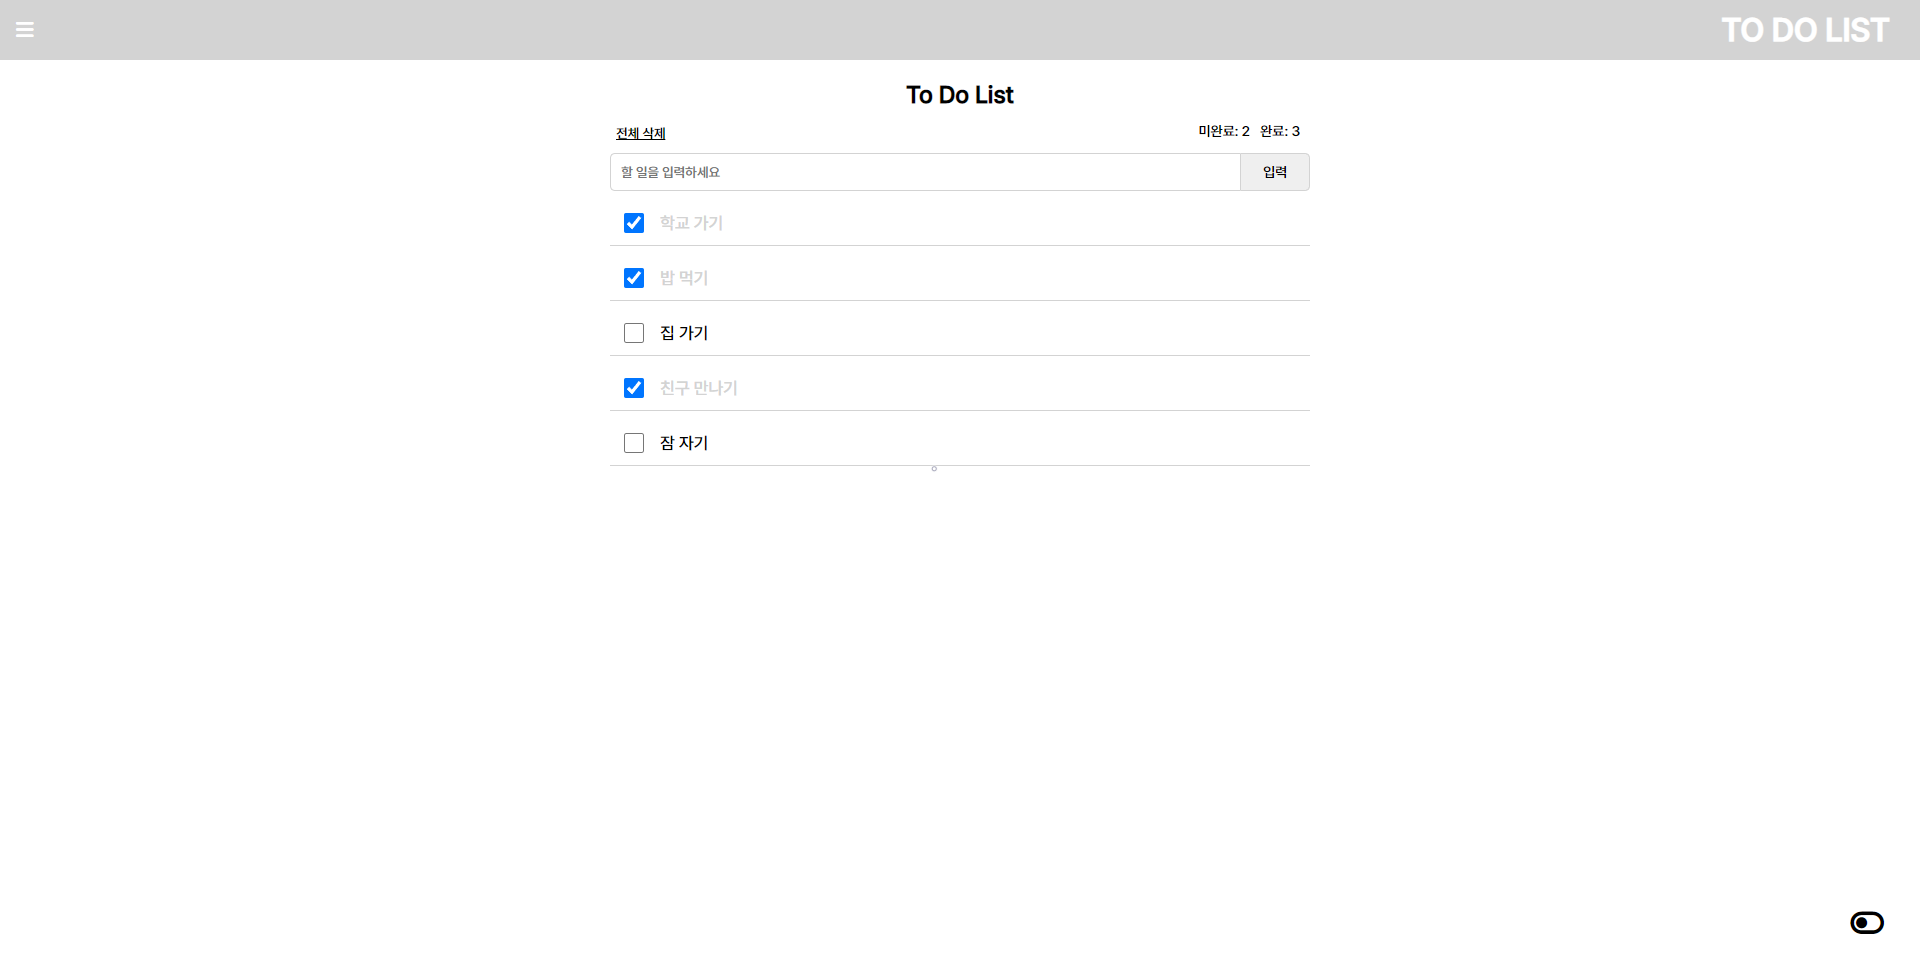 TO DO LIST
To Do List
전체 삭제
미완료: 2 완료: 3
할 일을 입력하세요 입력
학교 가기
밥 먹기
집 가기
친구 만나기
잠 자기